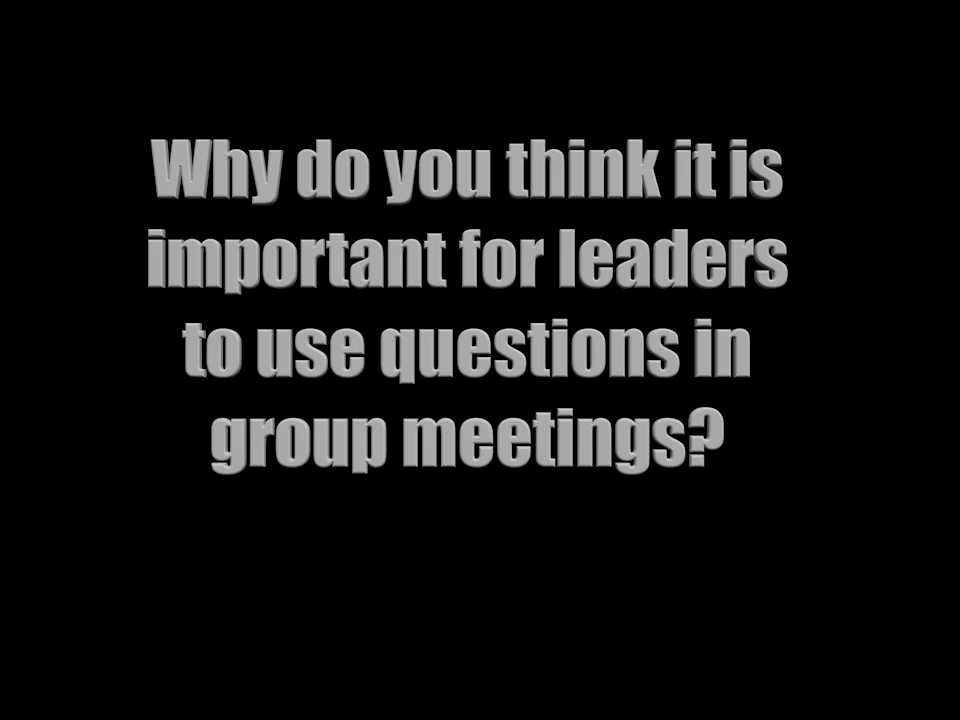 Why do you think it is
important for leaders
to use questions in
group meetings?